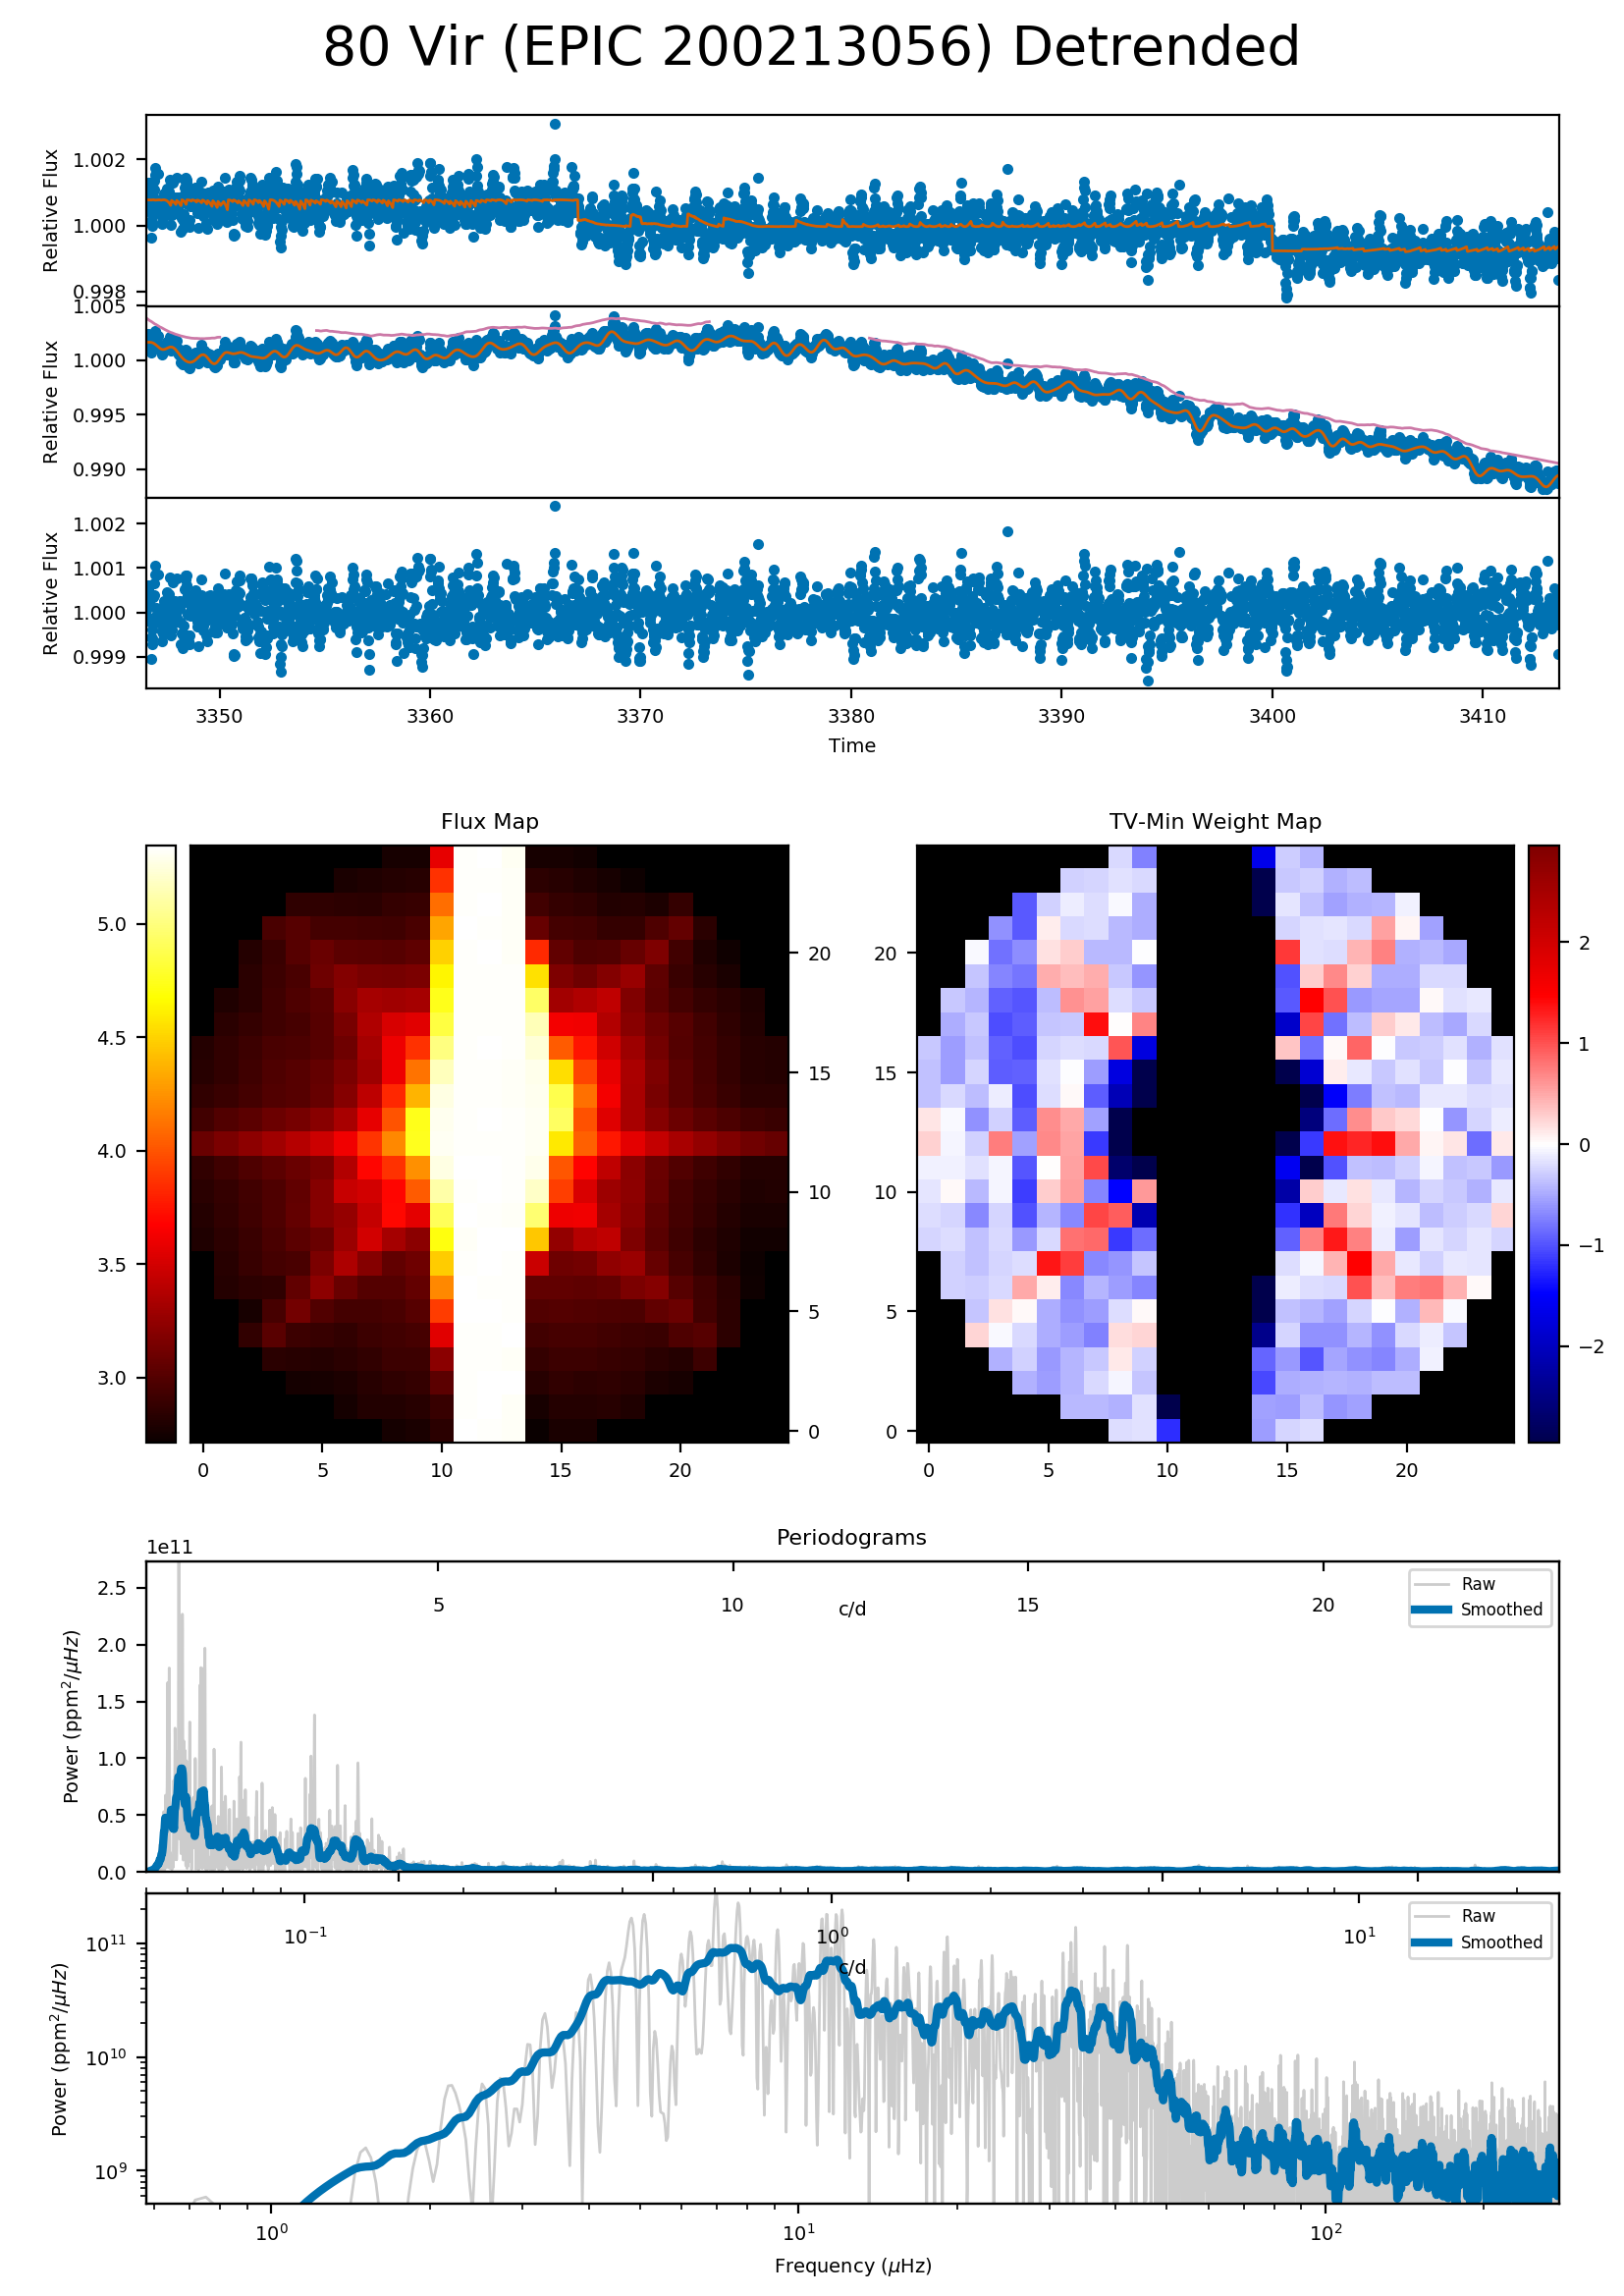 80 Vir (EPIC 200213056) Detrended
1.002
1.000
0.998
Relative Flux
1.005
1.000
0.995
0.990
Relative Flux
1.002
1.001
1.000
0.999
Relative Flux
3350 3360 3370 3380 3390 3400 3410
Time
Flux Map
5.0
4.5
4.0
3.5
3.0
20
15
10
5
0
0 5 10 15 20
TV-Min Weight Map
20
15
10
5
0
0 5 10 15 20
2
1
0
−1
−2
Periodograms
1e11
2.5
2.0
1.5
1.0
0.5
0.0
Power (ppm²/μHz)
5 10 15 20
c/d
Raw
Smoothed
10¹¹
10¹⁰
10⁹
Power (ppm²/μHz)
10⁻¹ 10⁰ 10¹
c/d
Raw
Smoothed
10⁰ 10¹ 10²
Frequency (μHz)